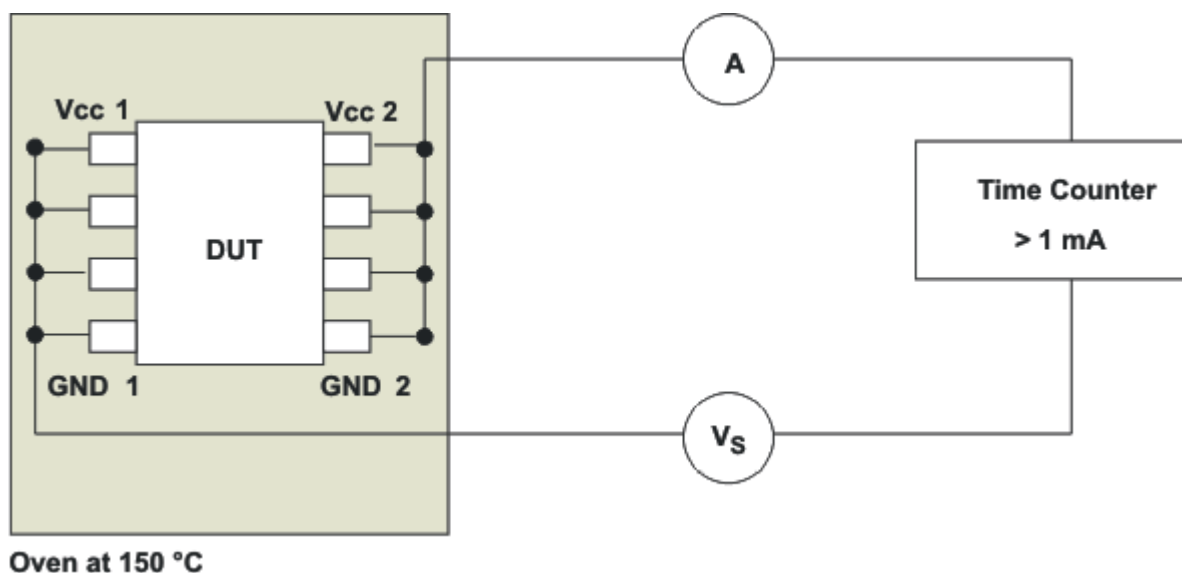 A
Vcc 1
Vcc 2
Time Counter
> 1 mA
DUT
GND 1
GND 2
VS
Oven at 150 °C